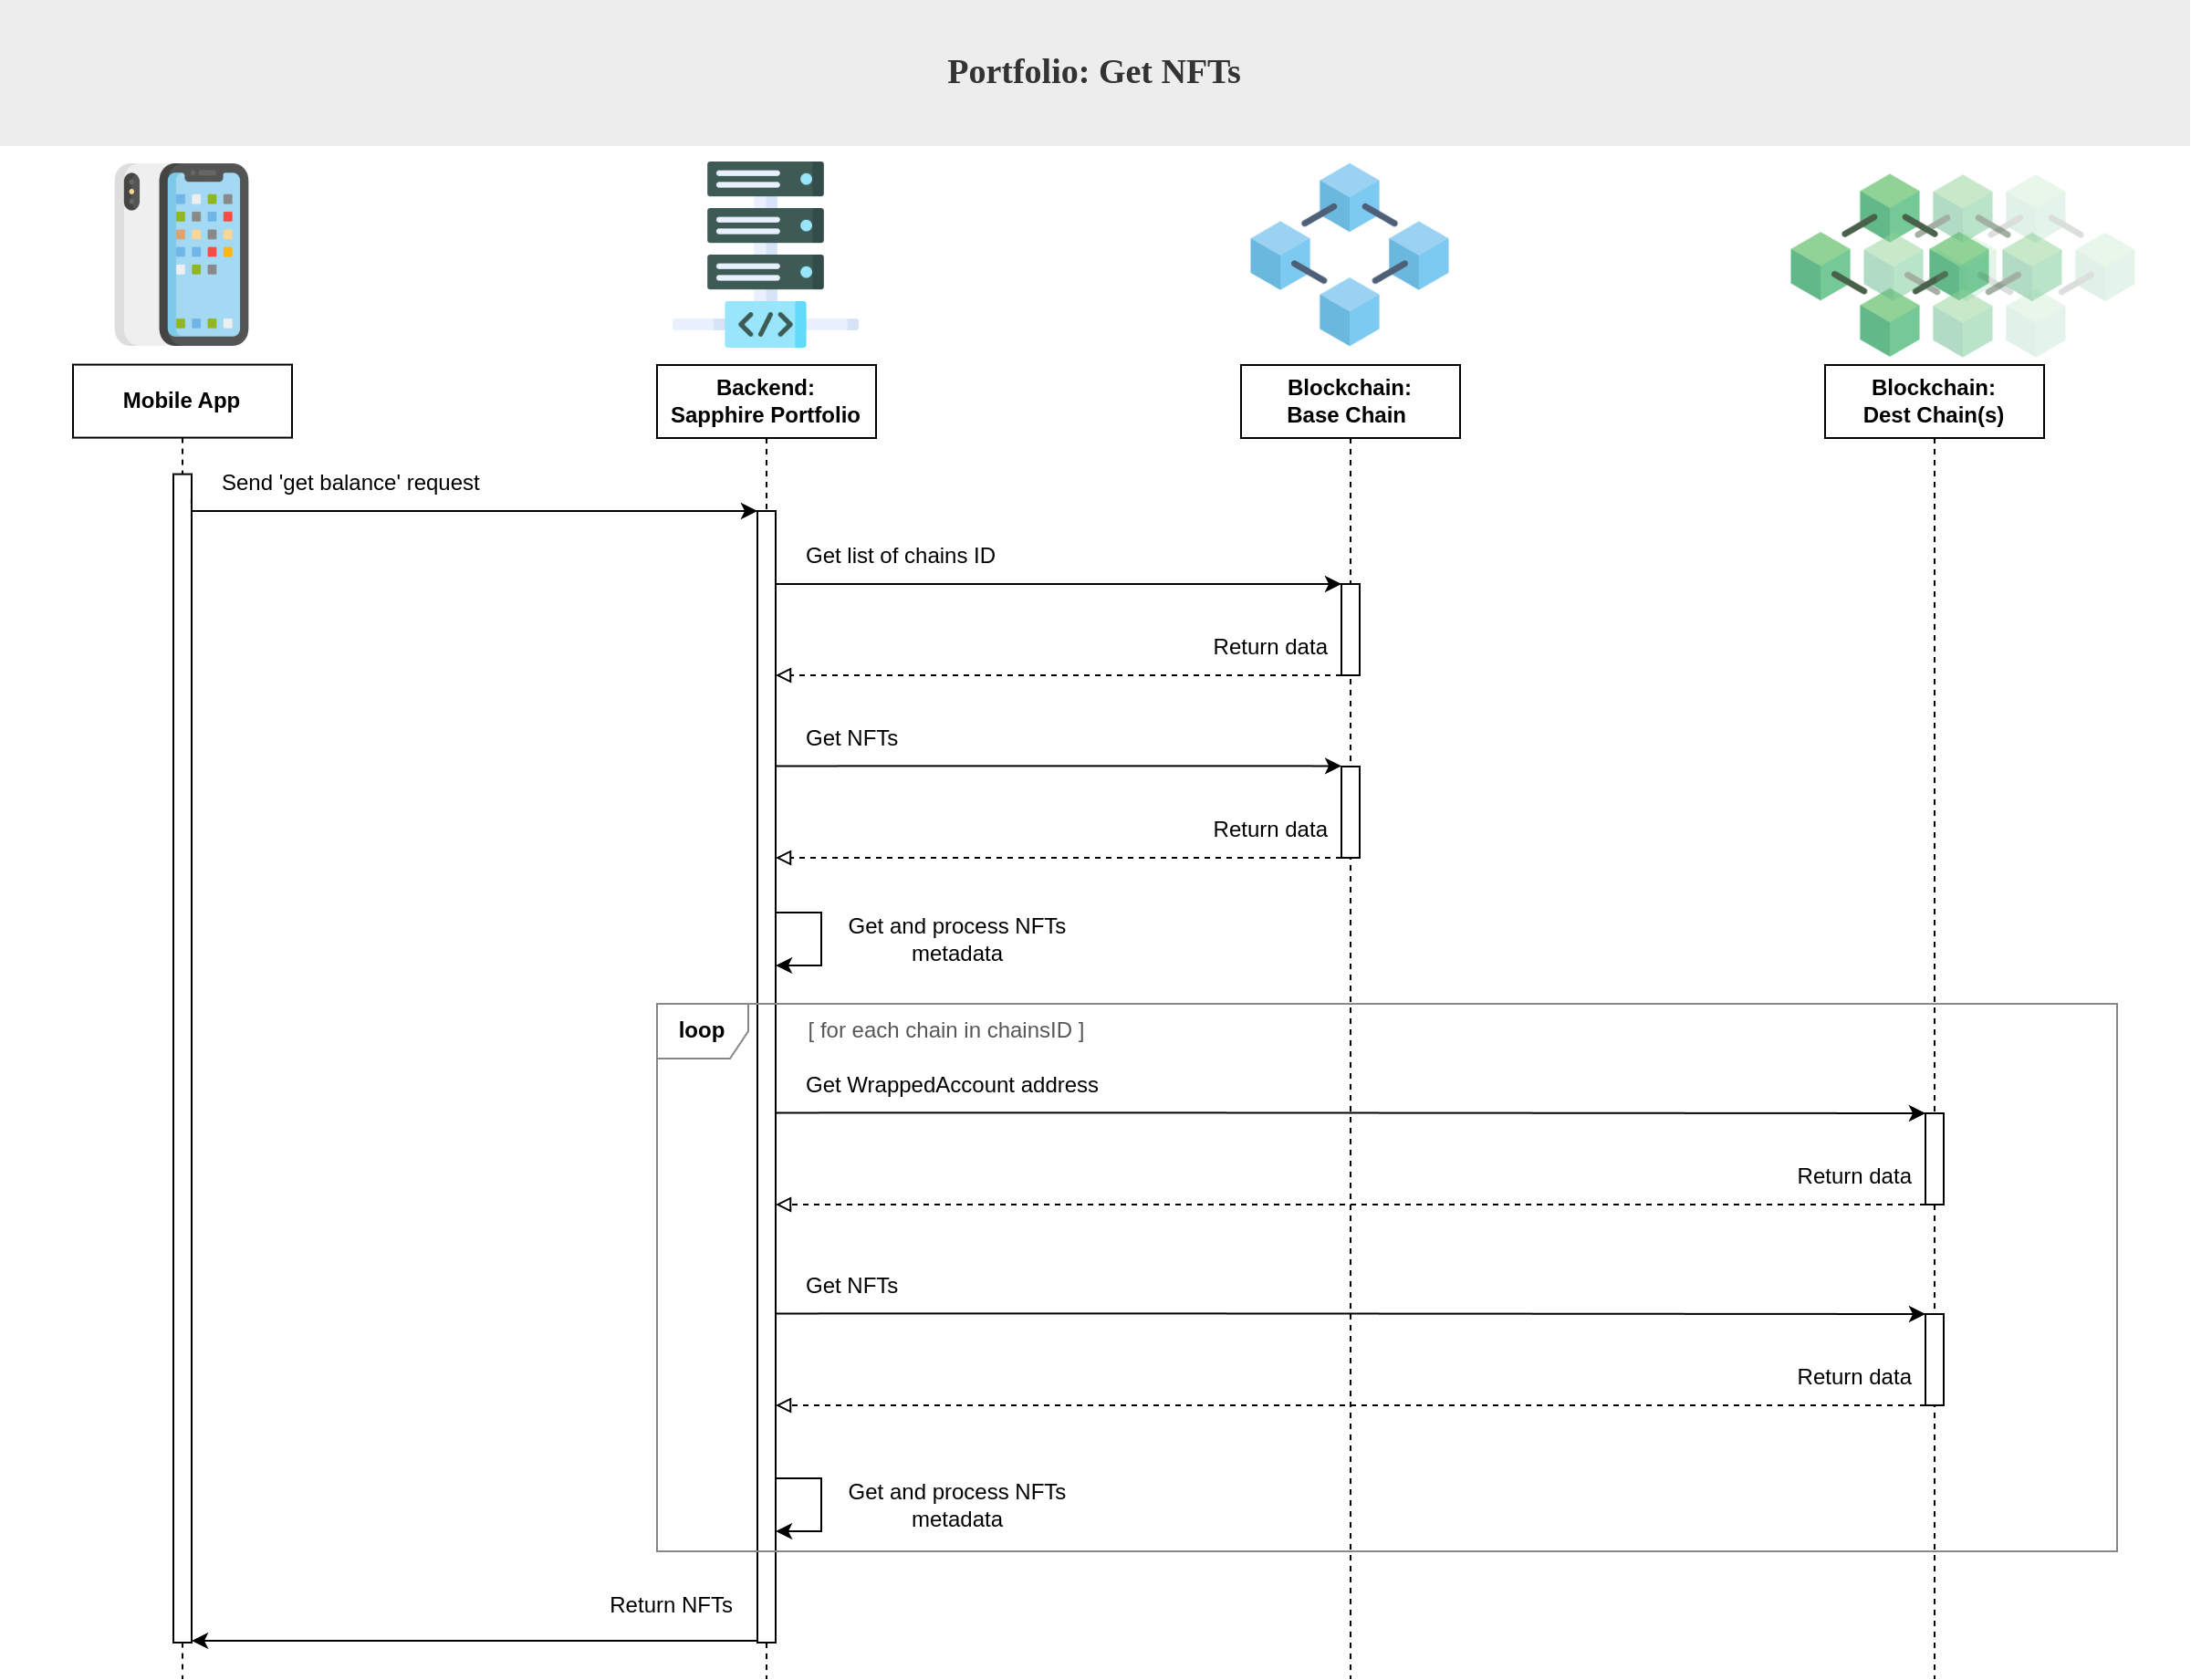 Portfolio: Get NFTs
Mobile App
Backend:
Sapphire Portfolio
Blockchain:
Base Chain
Blockchain:
Dest Chain(s)
Send 'get balance' request
Get list of chains ID
Return data
Get NFTs
Return data
Get and process NFTs
metadata
loop
[ for each chain in chainsID ]
Get WrappedAccount address
Return data
Get NFTs
Return data
Get and process NFTs
metadata
Return NFTs